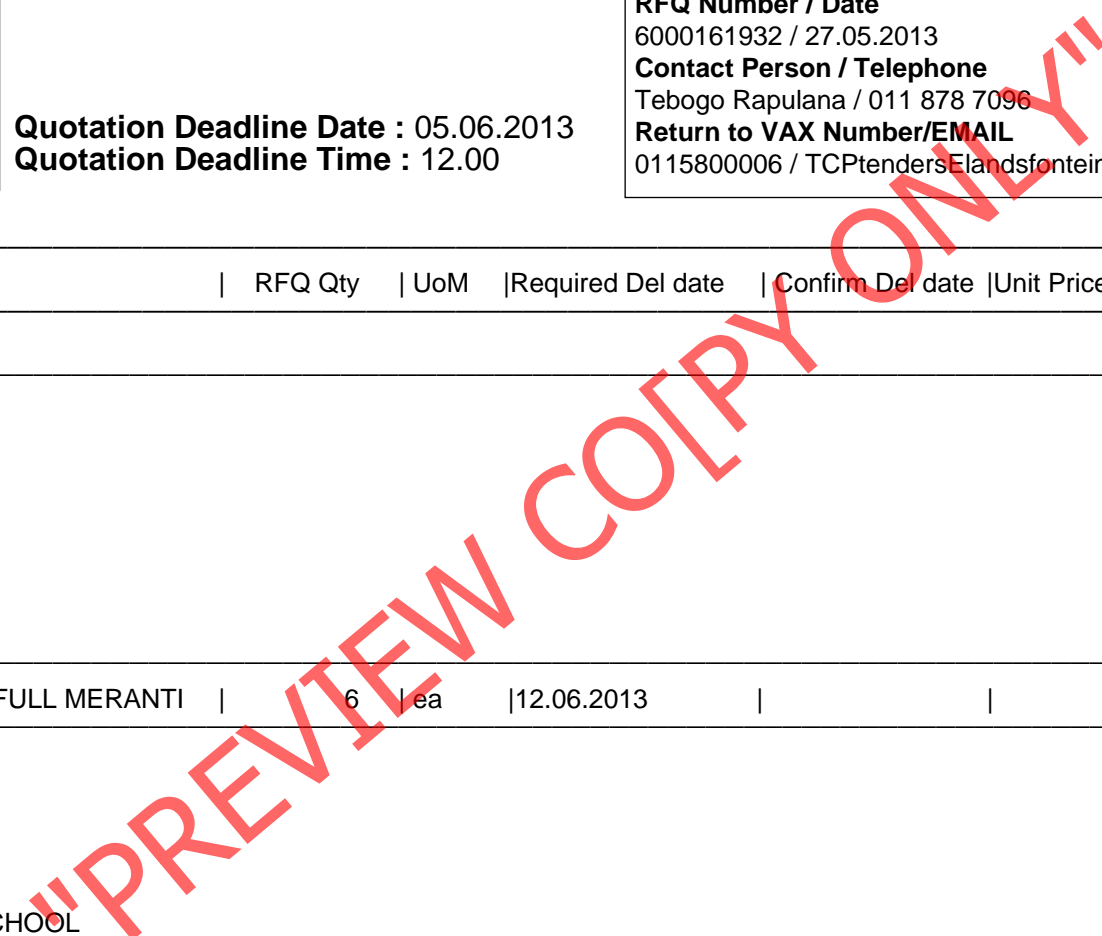 RFQ Number / Date
6000161932 / 27.05.2013
Contact Person / Telephone
Tebogo Rapulana / 011 878 7096
Return to VAX Number/EMAIL
0115800006 / TCPtendersElandsfontein
Quotation Deadline Date : 05.06.2013
Quotation Deadline Time : 12.00
| RFQ Qty | UoM |Required Del date | Confirm Del date |Unit Price
FULL MERANTI | 6 | ea |12.06.2013 | |
CHOOL
"PREVIEW CO[PY ONLY"